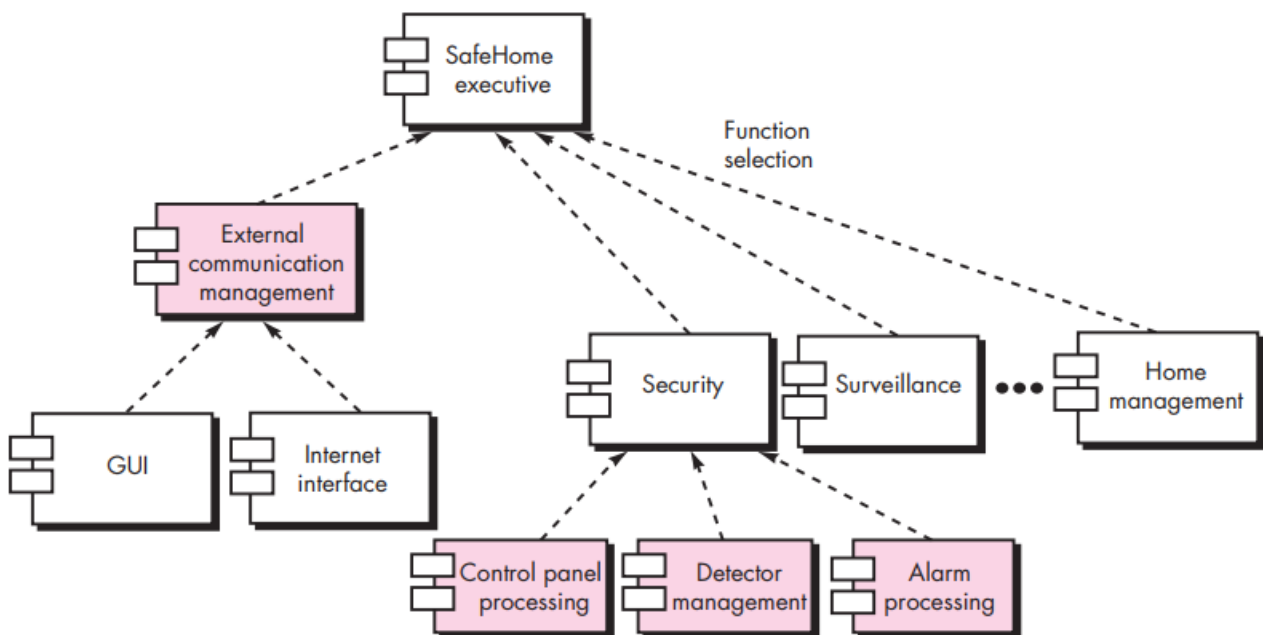 SafeHome
executive
Function
selection
External
communication
management
Security
Surveillance
Home
management
GUI
Internet
interface
Control panel
processing
Detector
management
Alarm
processing